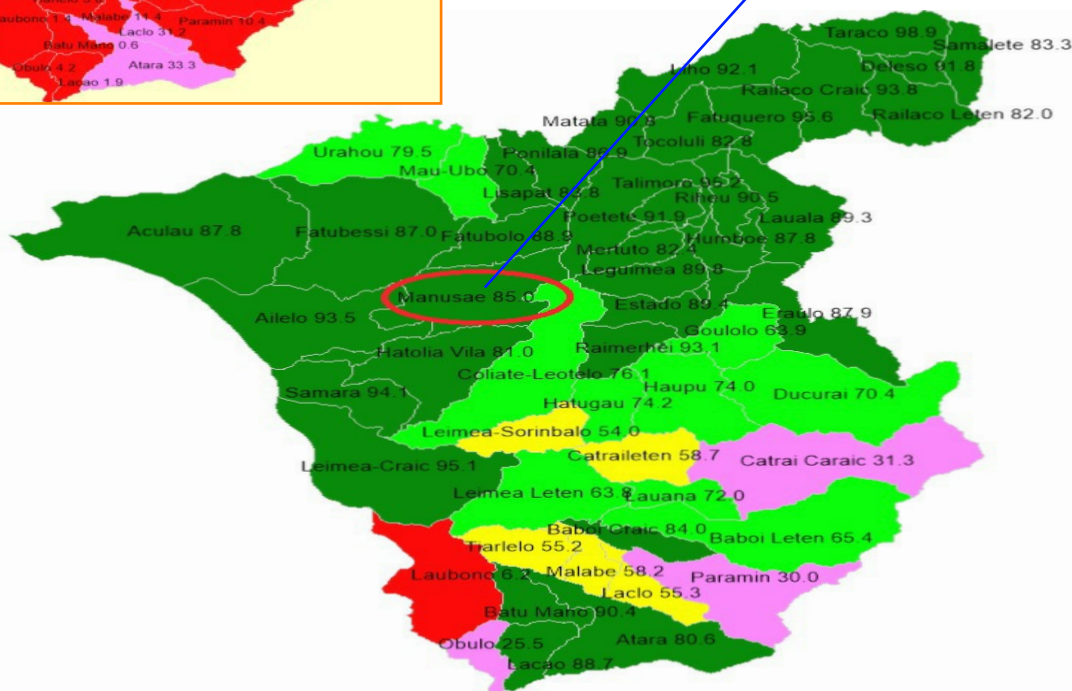 Laclo 31.2
Malabe 11.4
Paramin 10.4
Batu Mano 0.6
Atara 33.3
Obulo 4.2
Lacao 1.9
Taraco 98.9
Samalete 83.3
Deleso 91.8
Liho 92.1
Railaco Craic 93.8
Railaco Leten 82.0
Fatuquero 95.6
Matata 90.8
Tocoluli 82.8
Urahou 79.5
Ponilala 86.9
Mau-Ubo 70.4
Talimoro 95.2
Lisapat 83.8
Riheu 90.5
Poetete 91.9
Lauala 89.3
Aculau 87.8
Fatubessi 87.0
Fatubolo 88.9
Humboe 87.8
Mertuto 82.4
Leguimea 89.8
Manusae 85.0
Estado 89.4
Eraulo 87.9
Ailelo 93.5
Goulolo 63.9
Hatolia Vila 81.0
Raimerhei 93.1
Coliate-Leotelo 76.1
Haupu 74.0
Ducurai 70.4
Samara 94.1
Hatugau 74.2
Leimea-Sorinbalo 54.0
Catraileten 58.7
Catrai Caraic 31.3
Leimea-Craic 95.1
Leimea Leten 63.8
Lauana 72.0
Baboi Craic 84.0
Baboi Leten 65.4
Tiarlelo 55.2
Laubono 6.2
Malabe 58.2
Paramin 30.0
Laclo 55.3
Batu Mano 90.4
Atara 80.6
Obulo 25.5
Lacao 88.7